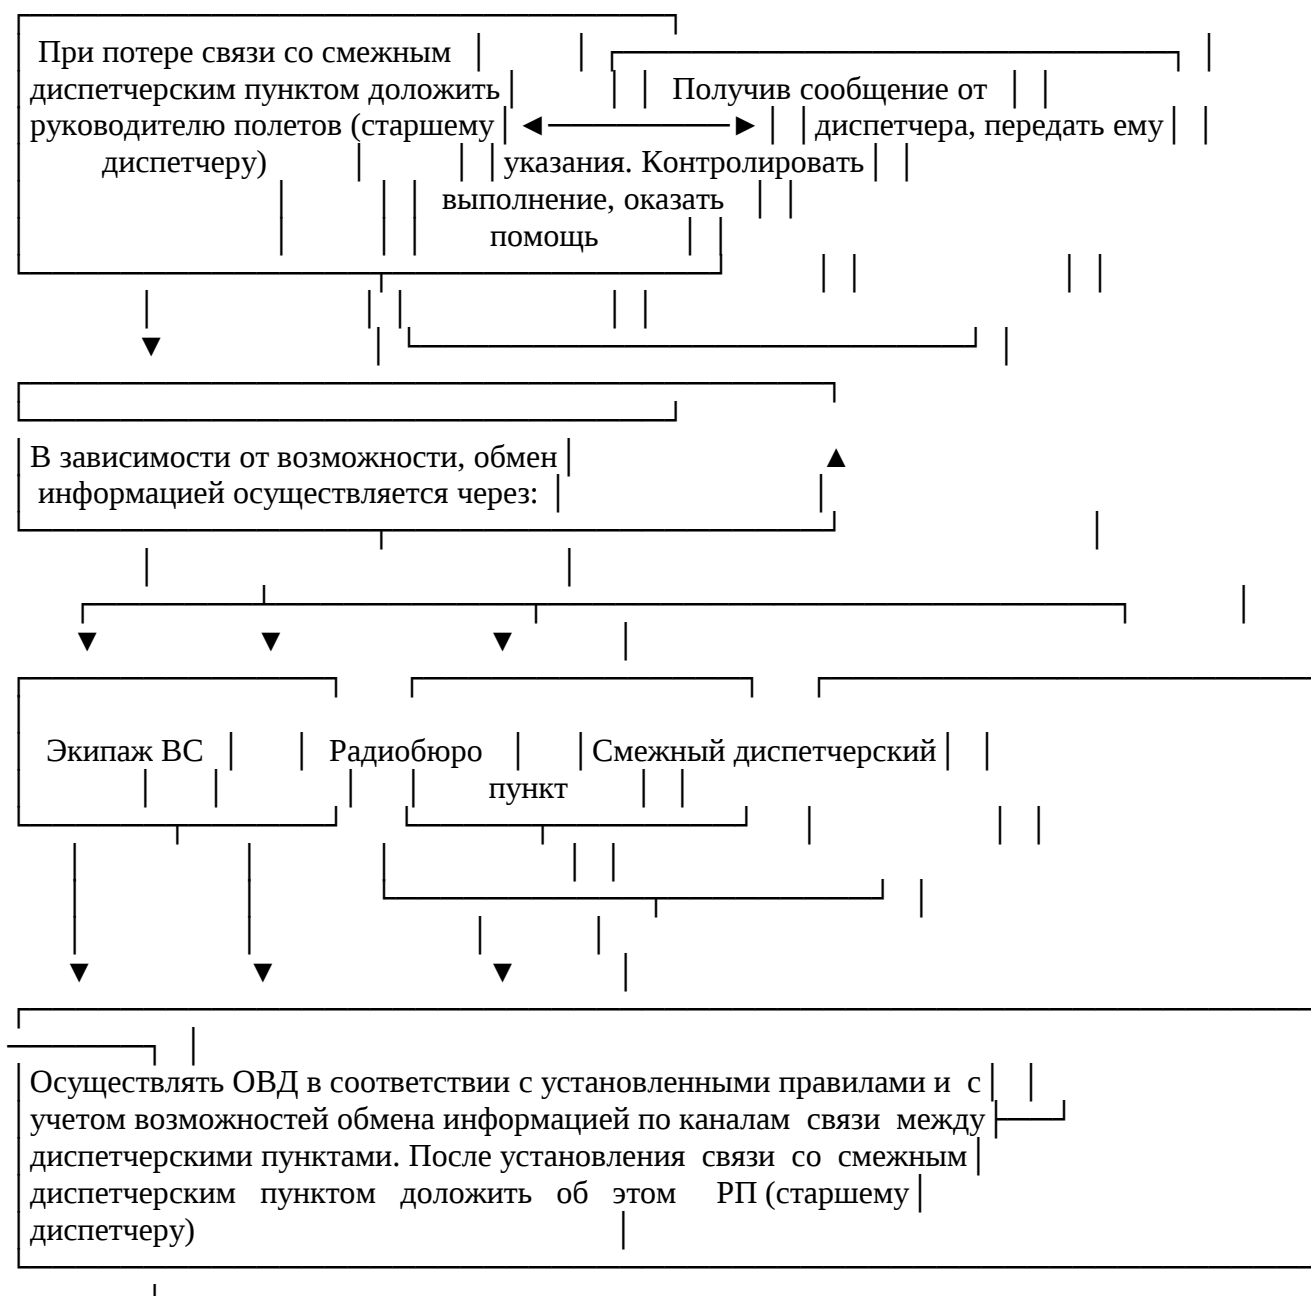 При потере связи со смежным
диспетчерским пунктом доложить Получив сообщение от
руководителю полетов (старшему диспетчера, передать ему
диспетчеру) указания. Контролировать
выполнение, оказать
помощь
В зависимости от возможности, обмен
информацией осуществляется через:
Экипаж ВС Радиобюро Смежный диспетчерский
пункт
Осуществлять ОВД в соответствии с установленными правилами и с
учетом возможностей обмена информацией по каналам связи между
диспетчерскими пунктами. После установления связи со смежным
диспетчерским пунктом доложить об этом РП (старшему
диспетчеру)